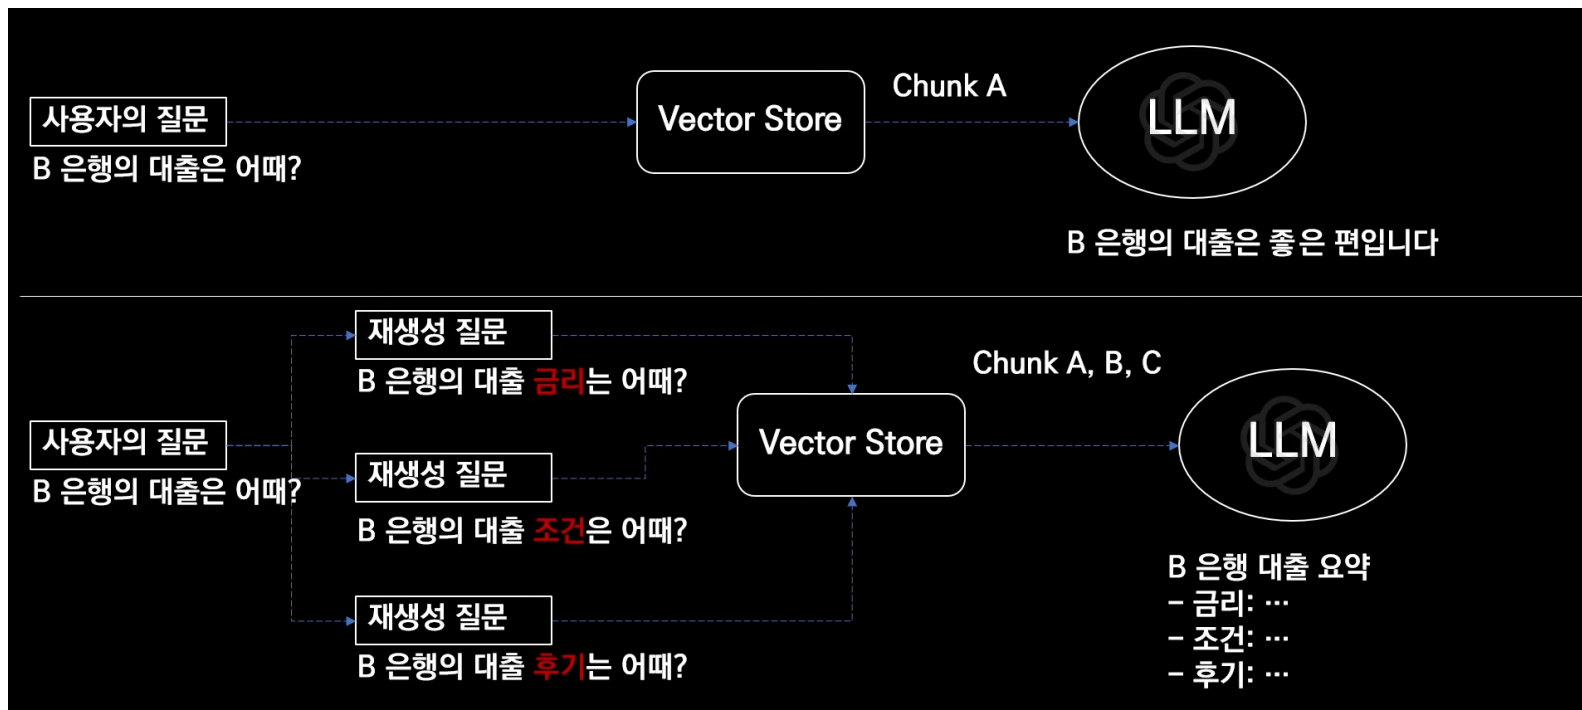 사용자의 질문
B 은행의 대출은 어때?
Vector Store
Chunk A
LLM
B 은행의 대출은 좋은 편입니다
사용자의 질문
B 은행의 대출은 어때?
재생성 질문
B 은행의 대출 금리는 어때?
재생성 질문
B 은행의 대출 조건은 어때?
재생성 질문
B 은행의 대출 후기는 어때?
Vector Store
Chunk A, B, C
LLM
B 은행 대출 요약
- 금리: ⋯
- 조건: ⋯
- 후기: ⋯